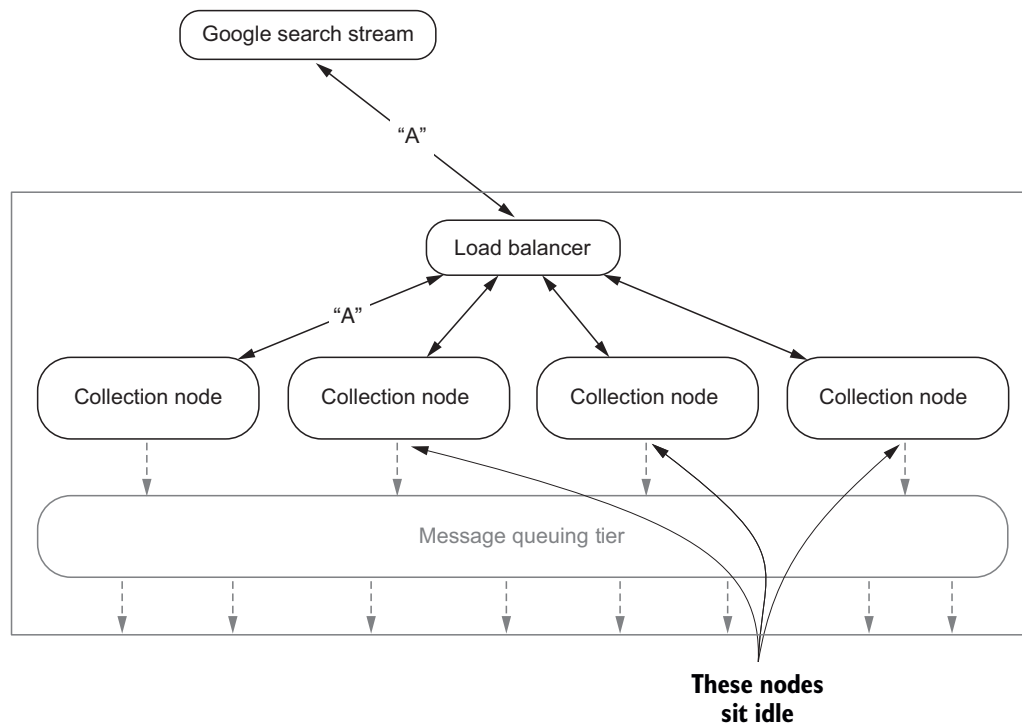 Google search stream
“A”
Load balancer
“A”
Collection node
Collection node
Collection node
Collection node
Message queuing tier
These nodes
sit idle